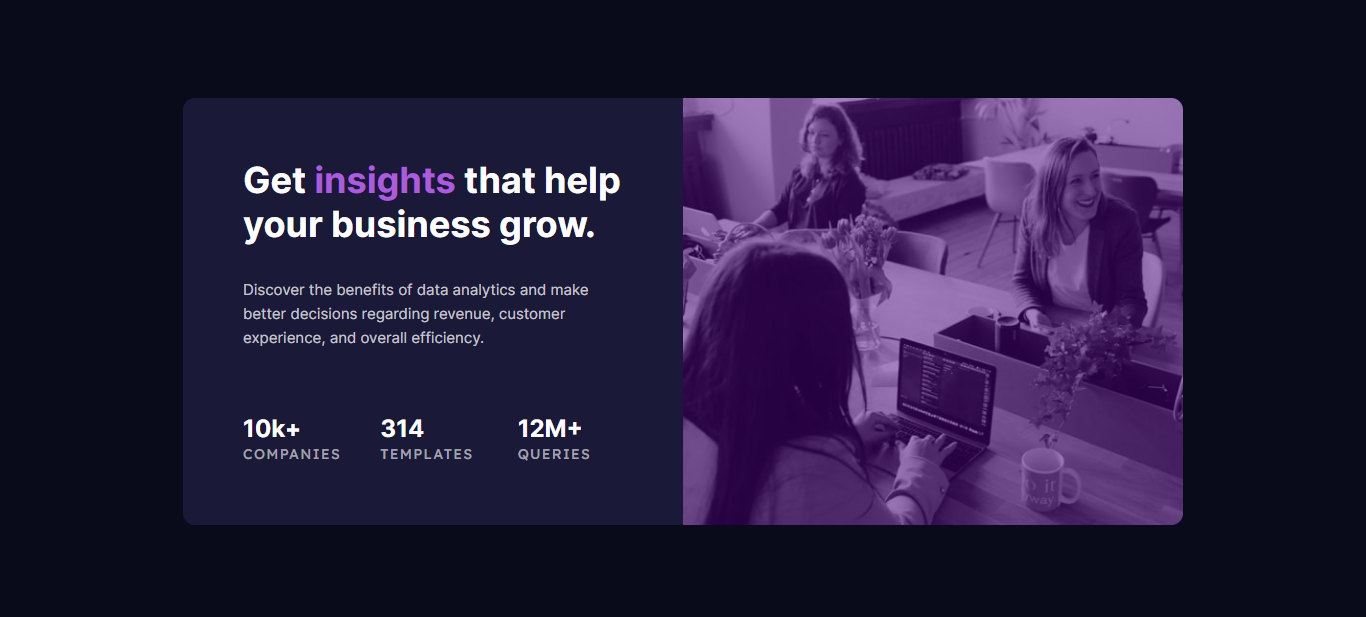 Get insights that help
your business grow.
Discover the benefits of data analytics and make
better decisions regarding revenue, customer
experience, and overall efficiency.
10k+ 314 12M+
COMPANIES TEMPLATES QUERIES